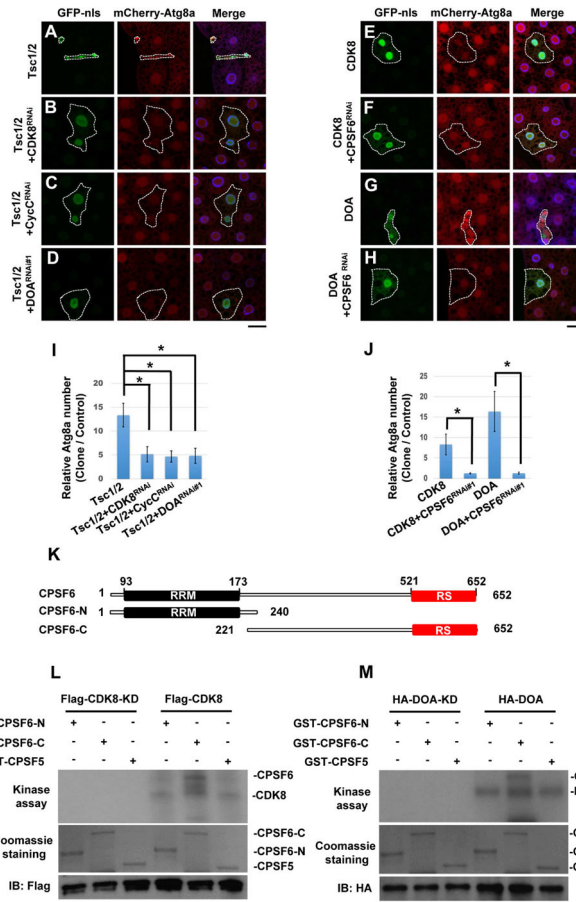 GFP-nls mCherry-Atg8a Merge
A
Tsc1/2
B
Tsc1/2
+CDK8RNAi
C
Tsc1/2
+CycCRNAi
D
Tsc1/2
+DOARNAi#1
GFP-nls mCherry-Atg8a Merge
E
CDK8
F
CDK8
+CPSF6RNAi
G
DOA
H
DOA
+CPSF6 RNAi
I
Relative Atg8a number
(Clone / Control)
20
15
10
5
0
* * *
Tsc1/2
Tsc1/2+CDK8RNAi
Tsc1/2+CycCRNAi
Tsc1/2+DOARNAi#1
J
Relative Atg8a number
(Clone / Control)
25
20
15
10
5
0
* *
CDK8
CDK8+CPSF6RNAi#1
DOA
DOA+CPSF6RNAi#1
K
93 173 521 652
CPSF6 1 RRM RS 652
CPSF6-N 1 RRM 240
CPSF6-C 221 RS 652
L
Flag-CDK8-KD Flag-CDK8
CPSF6-N + - - + - -
CPSF6-C - + - - + -
T-CPSF5 - - + - - +
Kinase
assay
-CPSF6
-CDK8
Coomassie
staining
-CPSF6-C
-CPSF6-N
-CPSF5
IB: Flag
M
HA-DOA-KD HA-DOA
GST-CPSF6-N + - - + - -
GST-CPSF6-C - + - - + -
GST-CPSF5 - - + - - +
Kinase
assay
Coomassie
staining
IB: HA